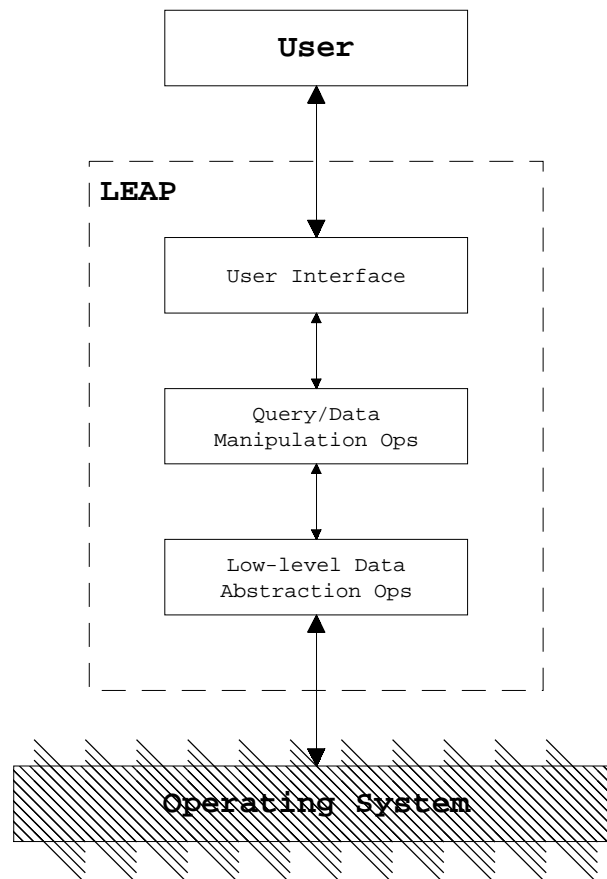 User
LEAP
User Interface
Query/Data
Manipulation Ops
Low-level Data
Abstraction Ops
Operating System